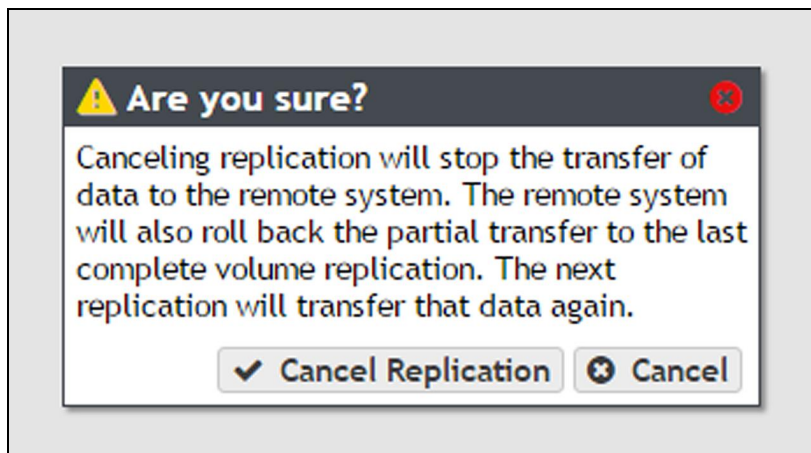 Are you sure?
Canceling replication will stop the transfer of
data to the remote system. The remote system
will also roll back the partial transfer to the last
complete volume replication. The next
replication will transfer that data again.
Cancel Replication Cancel